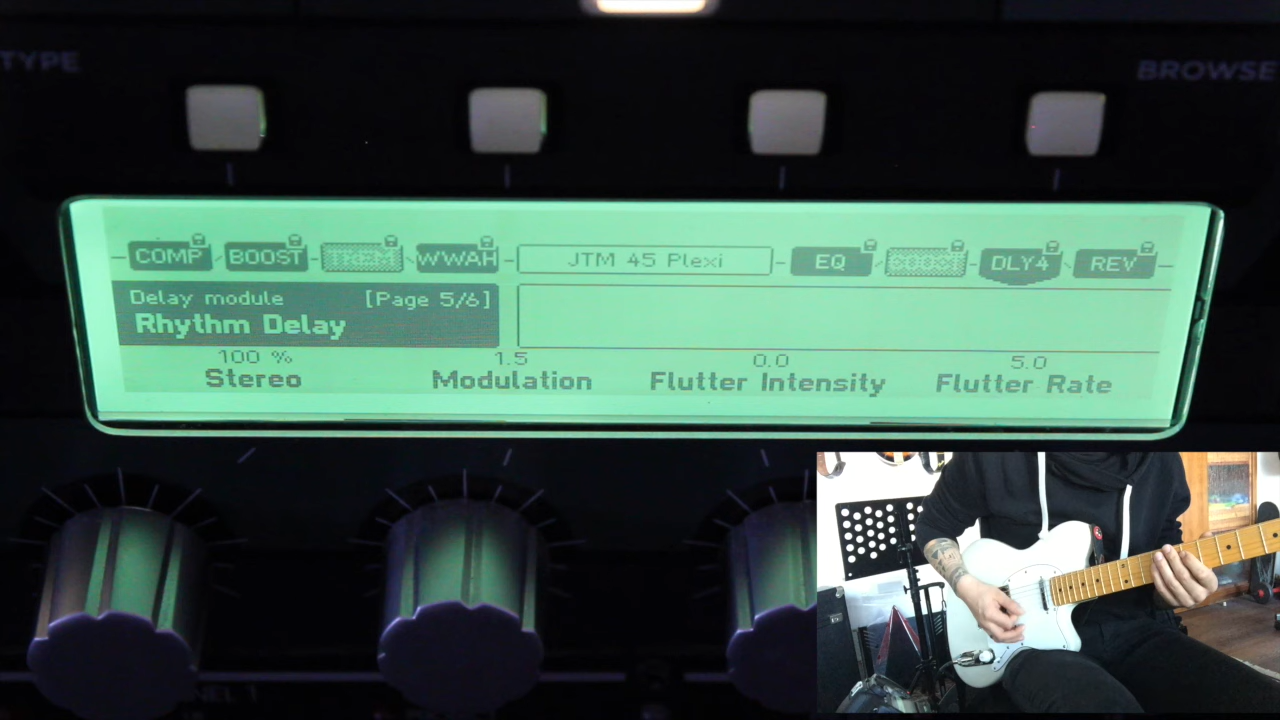 TYPE
BROWSE
COMP BOOST TREM WWAH JTM 45 Plexi EQ DLY4 REV
Delay module [Page 5/6]
Rhythm Delay
100 % 1.5 0.0 5.0
Stereo Modulation Flutter Intensity Flutter Rate